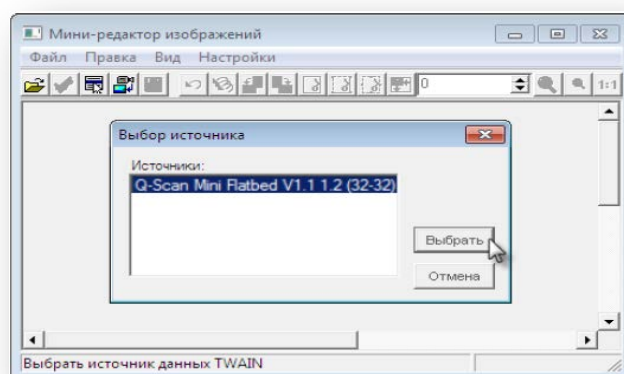 Мини-редактор изображений
Файл Правка Вид Настройки
0 1:1
Выбор источника
Источники:
Q-Scan Mini Flatbed V1.1 1.2 (32-32)
Выбрать
Отмена
Выбрать источник данных TWAIN